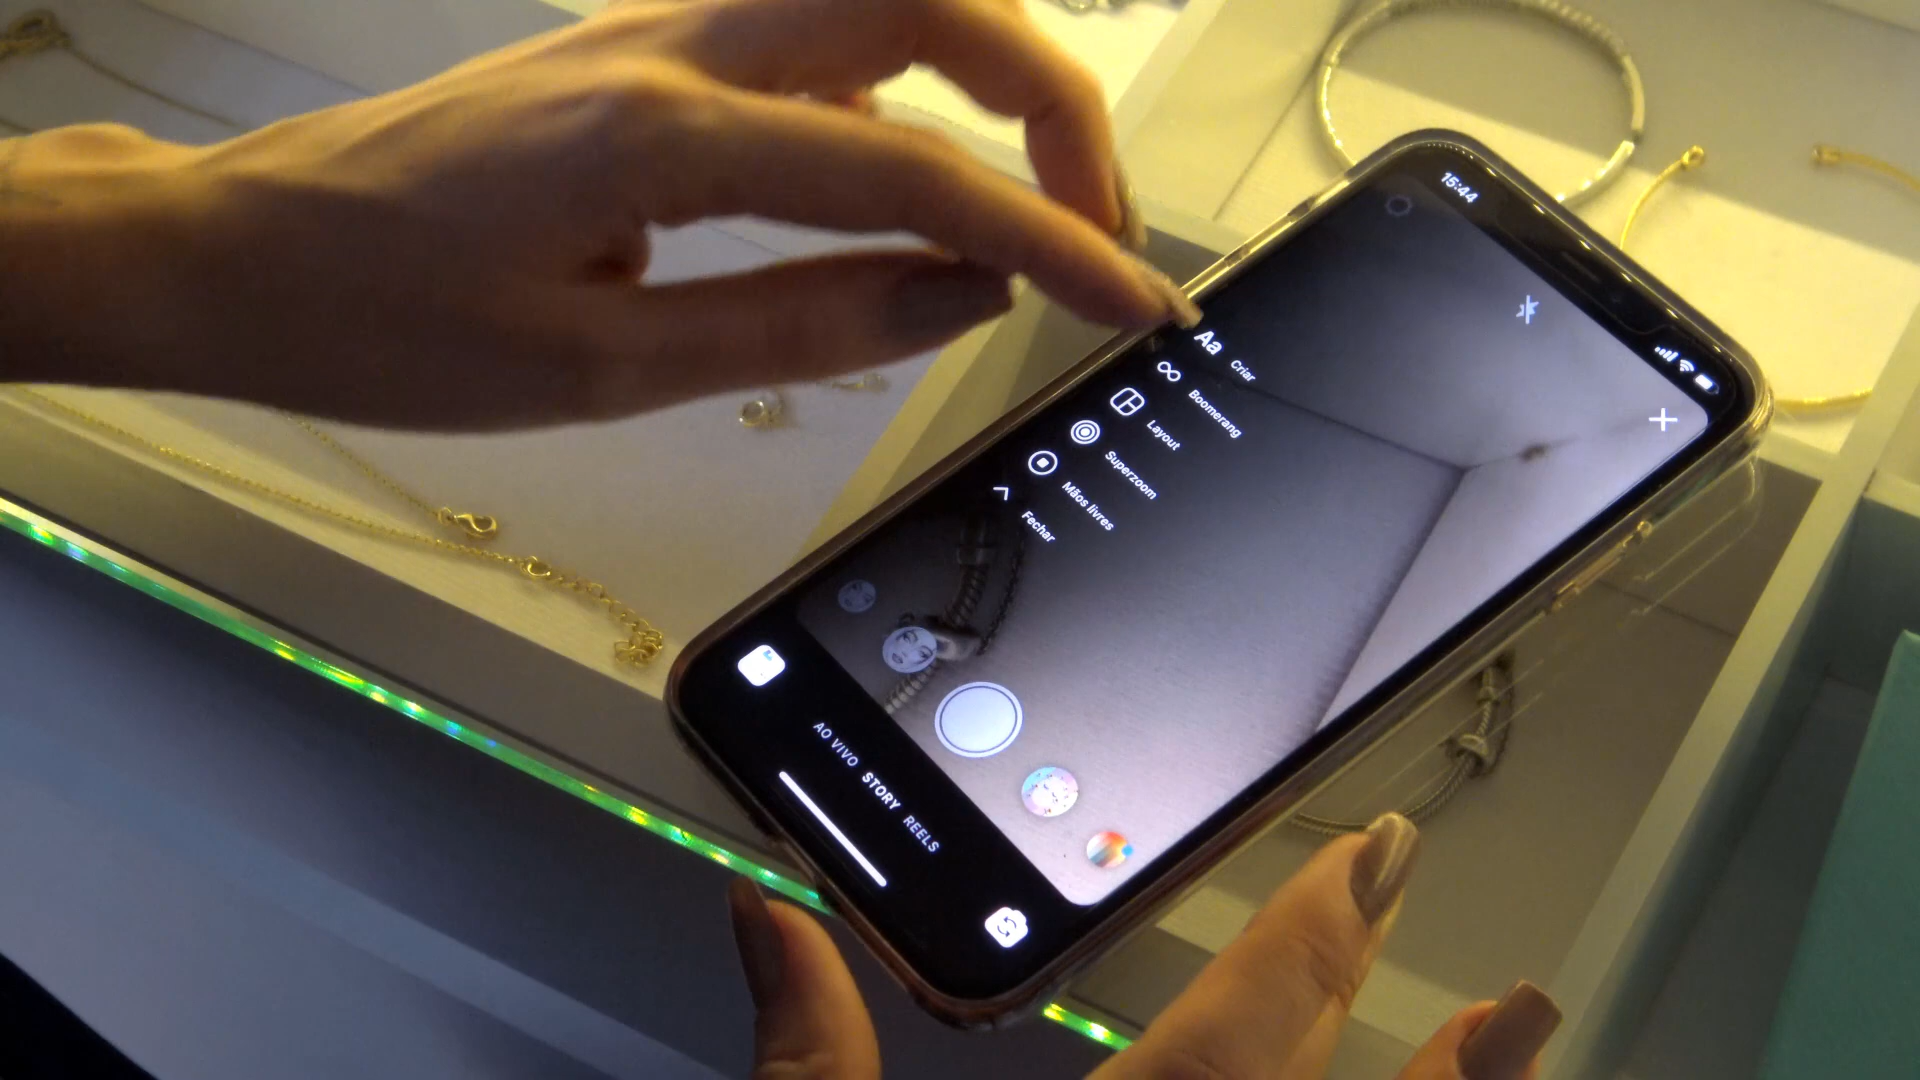 15:44
Aa Criar
Boomerang
Layout
Superzoom
Mãos livres
Fechar
AO VIVO STORY REELS